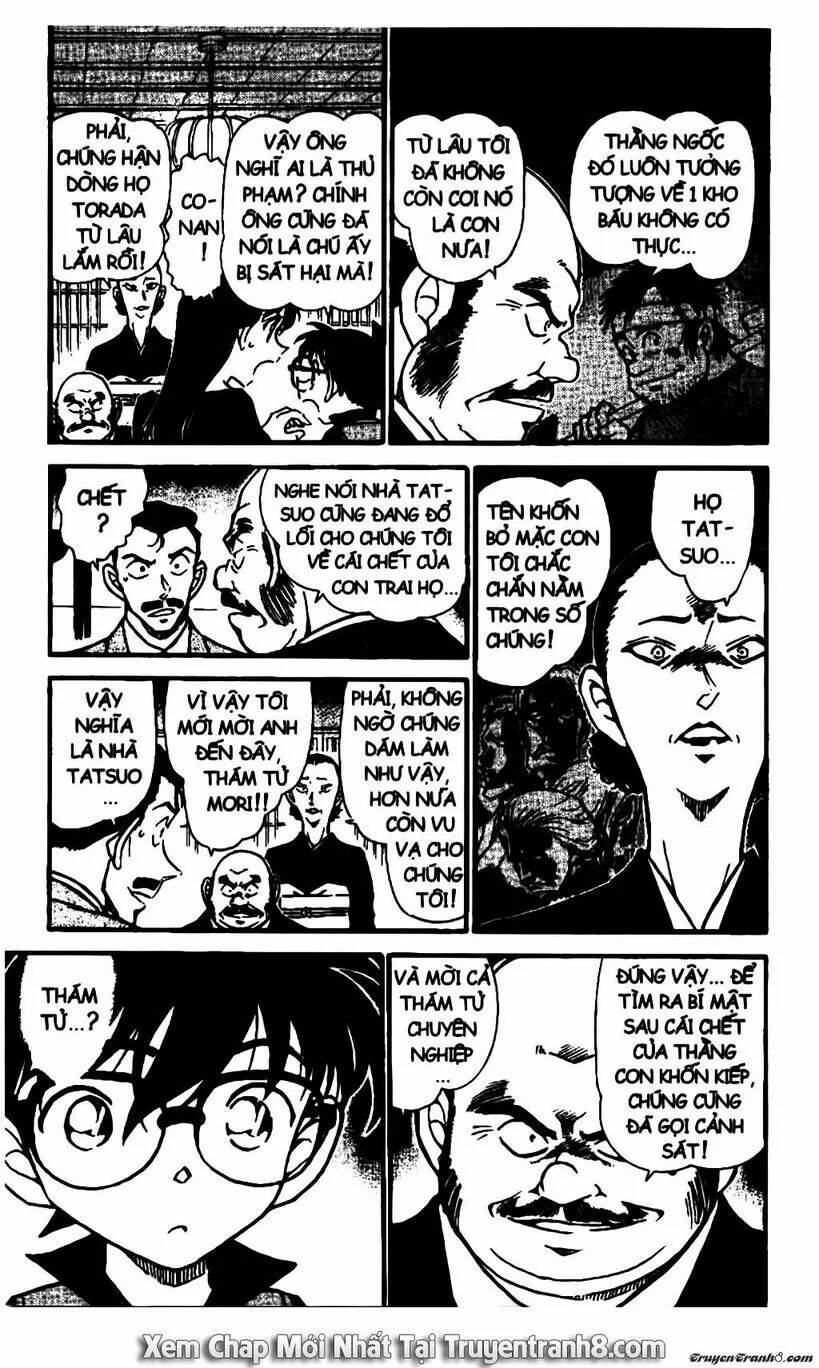 THẰNG NGỐC
ĐÓ LUÔN TƯỞNG
TƯỢNG VỀ 1 KHO
BÁU KHÔNG CÓ
THỰC...
TỪ LÂU TÔI
ĐÃ KHÔNG
CÒN COI NÓ
LÀ CON
NƯA!
VẬY ÔNG
NGHĨ AI LÀ THỦ
PHẠM? CHÍNH
ÔNG CŨNG ĐÃ
NÓI LÀ CHÚ ẤY
BỊ SÁT HẠI MÀ!
CO-
NAN
!
PHẢI,
CHÚNG HẬN
DÒNG HỌ
TORADA
TỪ LÂU
LẮM RỒI!
HỌ
TAT-
SUO...
TÊN KHỐN
BỎ MẶC CON
TÔI CHẮC
CHẮN NẰM
TRONG SỐ
CHÚNG!
NGHE NÓI NHÀ TAT-
SUO CŨNG ĐANG ĐỔ
LỖI CHO CHÚNG TÔI
VỀ CÁI CHẾT CỦA
CON TRAI HỌ...
CHẾT
?
PHẢI, KHÔNG
NGỜ CHÚNG
DÁM LÀM
NHƯ VẬY,
HƠN NƯA
CÒN VU
VẠ CHO
CHÚNG
TÔI!
VÌ VẬY TÔI
MỚI MỜI ANH
ĐẾN ĐÂY,
THÁM TỬ
MORI!!
VẬY
NGHĨA
LÀ NHÀ
TATSUO
...
ĐÚNG VẬY... ĐỂ
TÌM RA BÍ MẬT
SAU CÁI CHẾT
CỦA THẰNG
CON KHỐN KIẾP,
CHÚNG CŨNG
ĐÃ GỌI CẢNH
SÁT!
VÀ MỜI CẢ
THÁM TỬ
CHUYÊN
NGHIỆP
...
THÁM
TỬ...?
Xem Chap Mới Nhất Tại Truyentranh8.com
TruyenTranh8.com